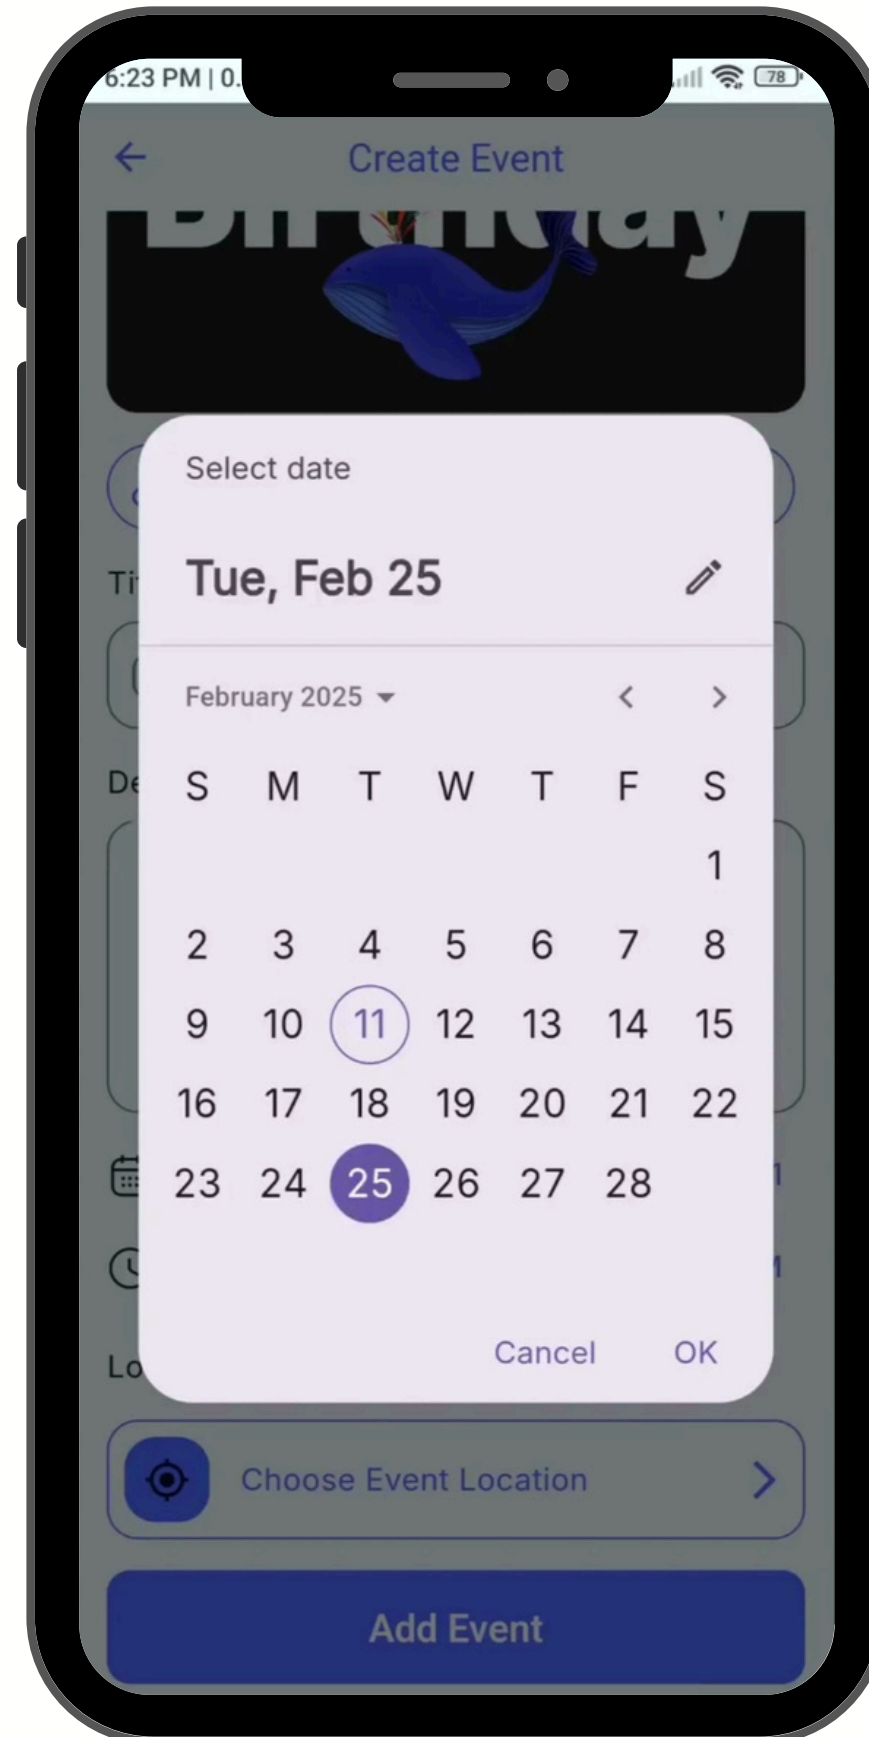 6:23 PM | 0.
78
Create Event
Birthday
Select date
Tue, Feb 25
February 2025
S M T W T F S
1
2 3 4 5 6 7 8
9 10 11 12 13 14 15
16 17 18 19 20 21 22
23 24 25 26 27 28
Cancel OK
Choose Event Location
Add Event